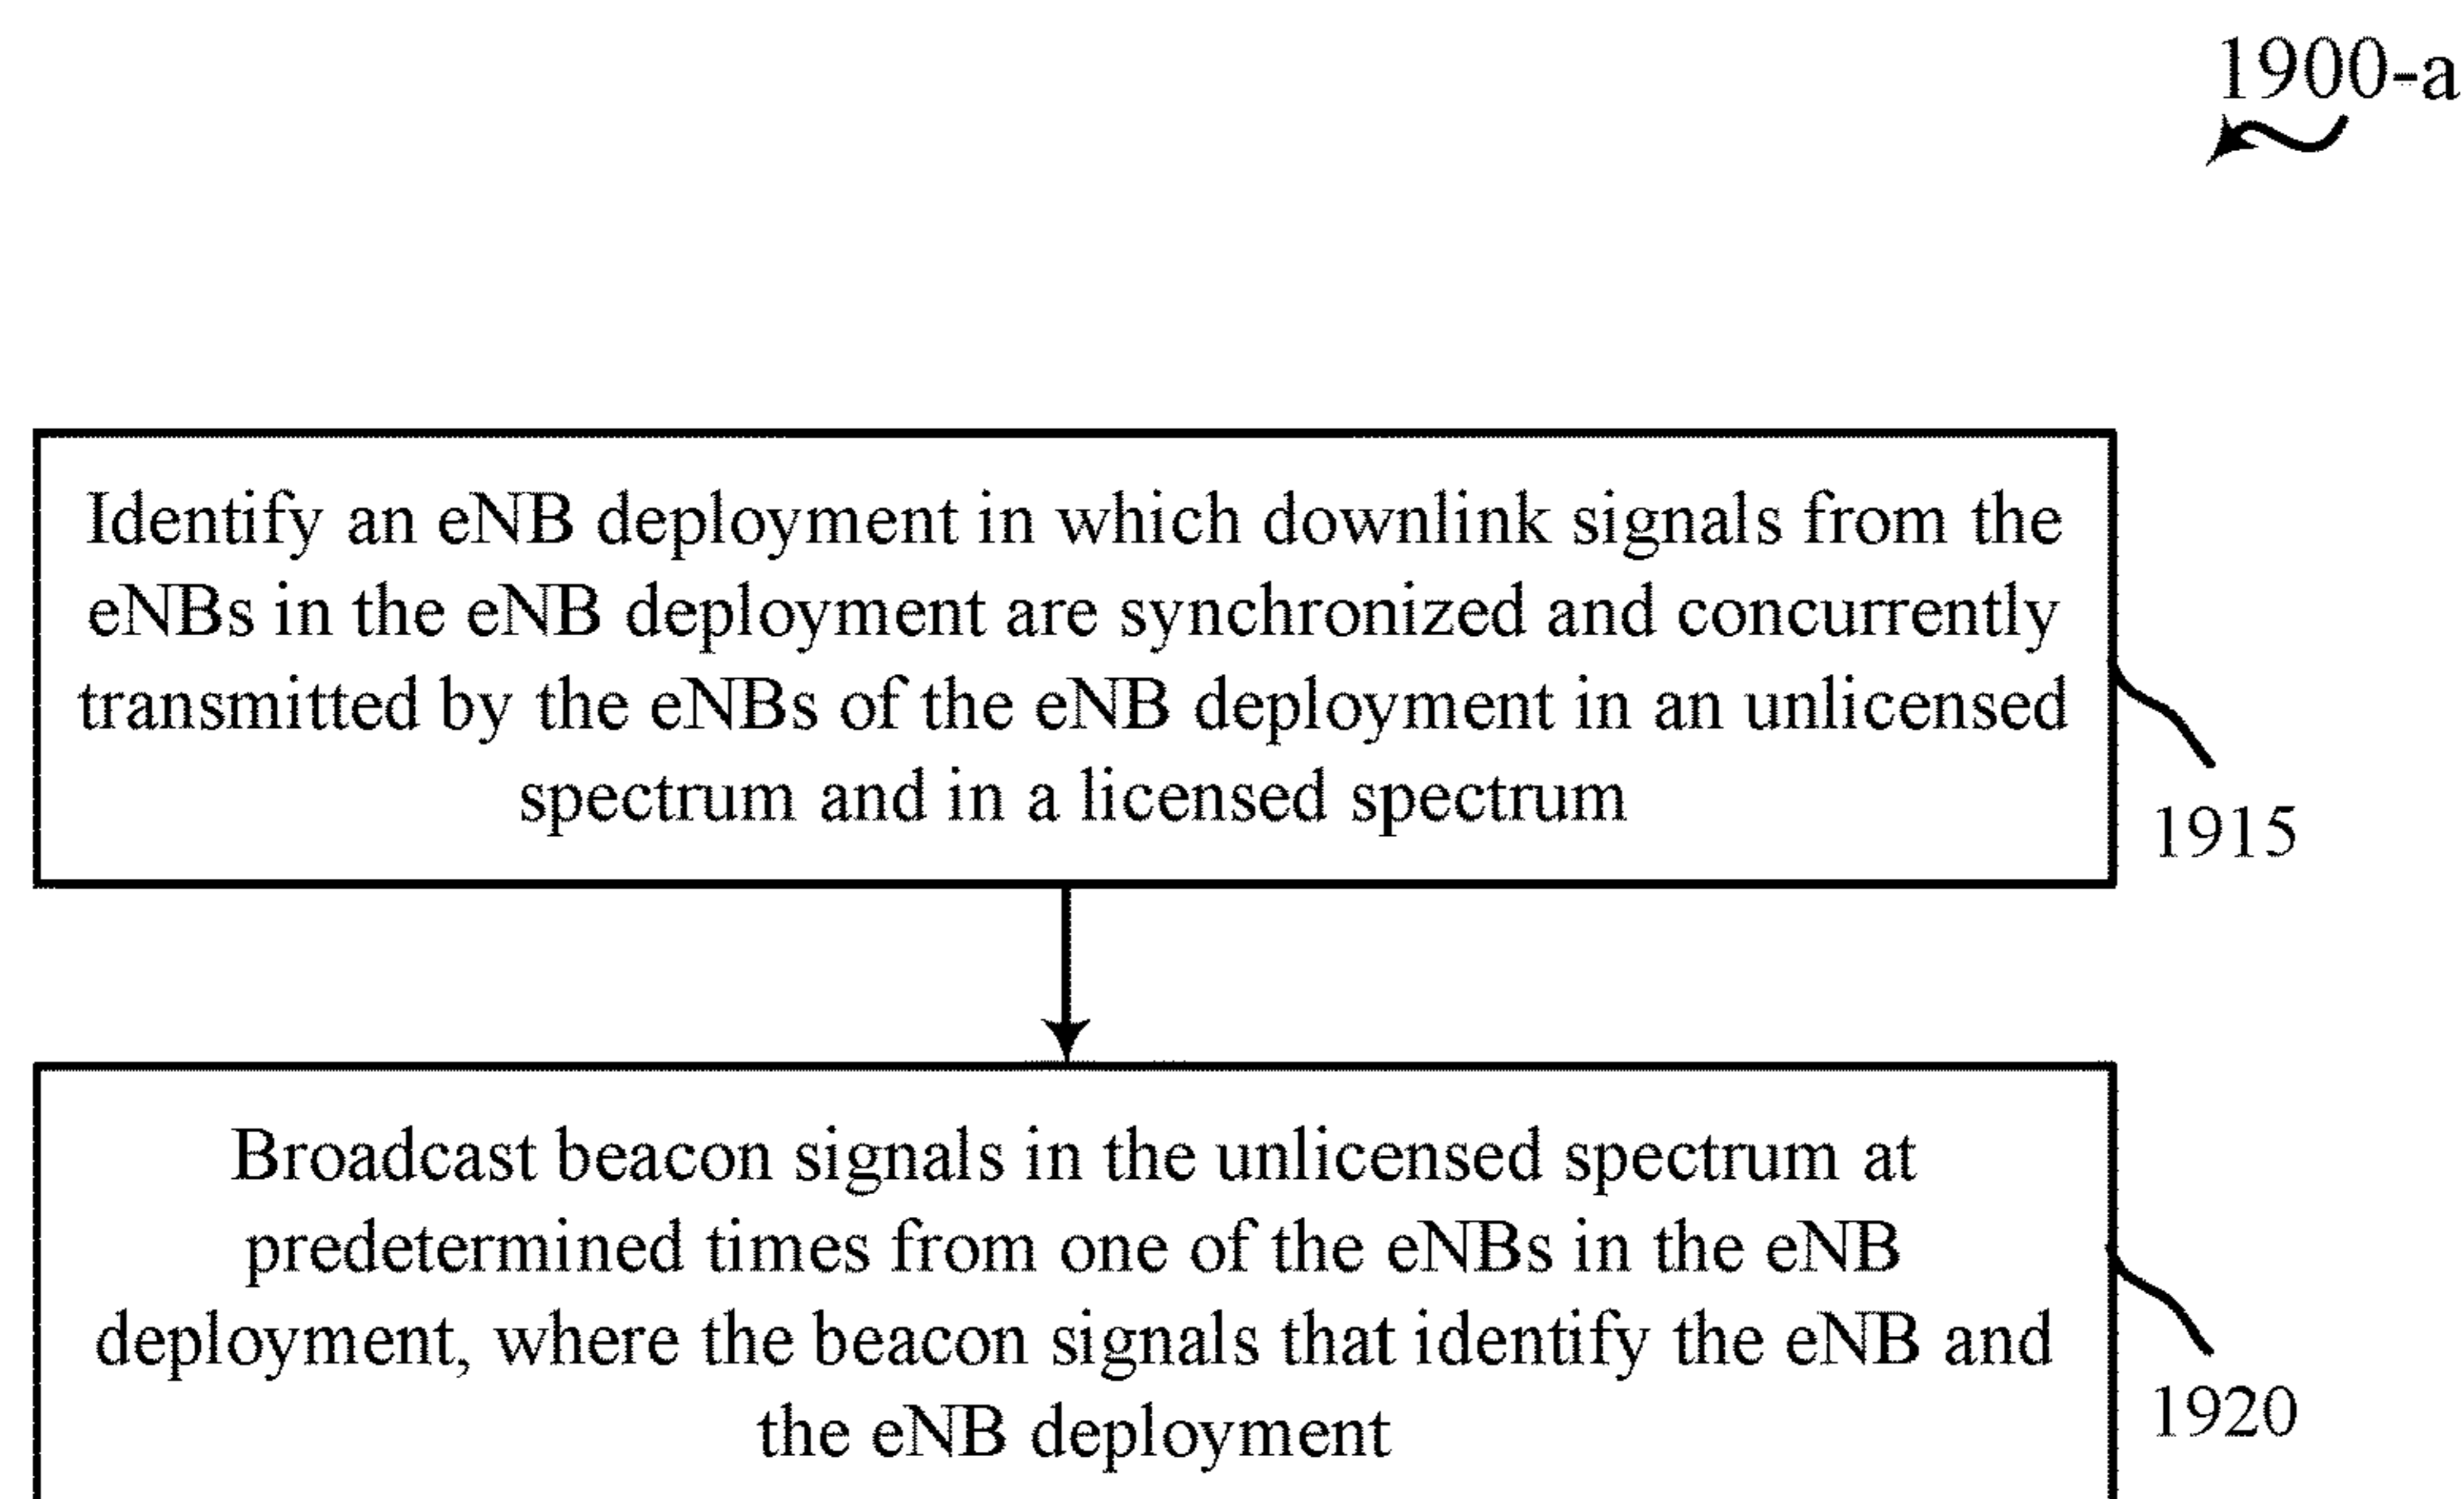 1900-a
Identify an eNB deployment in which downlink signals from the
eNBs in the eNB deployment are synchronized and concurrently
transmitted by the eNBs of the eNB deployment in an unlicensed
spectrum and in a licensed spectrum
1915
Broadcast beacon signals in the unlicensed spectrum at
predetermined times from one of the eNBs in the eNB
deployment, where the beacon signals that identify the eNB and
the eNB deployment
1920